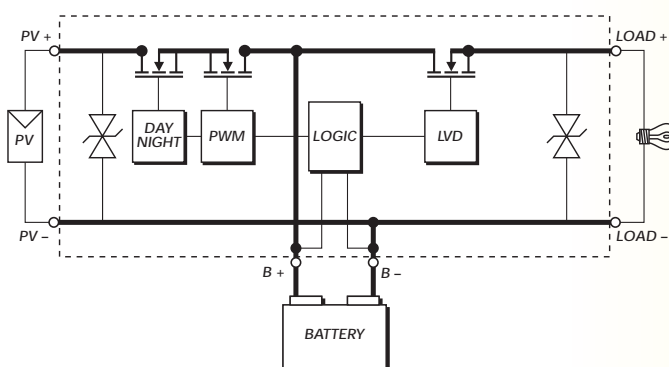 PV +
LOAD +
PV
DAY
NIGHT
PWM
LOGIC
LVD
PV –
LOAD –
B +
B –
BATTERY